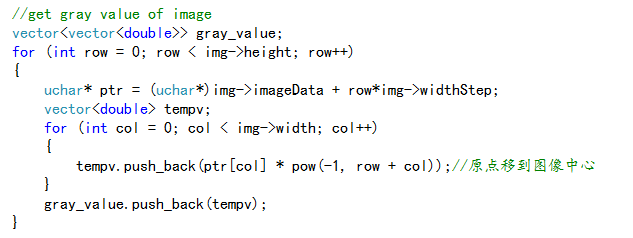 //get gray value of image
vector<vector<double>> gray_value;
for (int row = 0; row < img->height; row++)
{
    uchar* ptr = (uchar*)img->imageData + row*img->widthStep;
    vector<double> tempv;
    for (int col = 0; col < img->width; col++)
    {
        tempv.push_back(ptr[col] * pow(-1, row + col));//原点移到图像中心
    }
    gray_value.push_back(tempv);
}